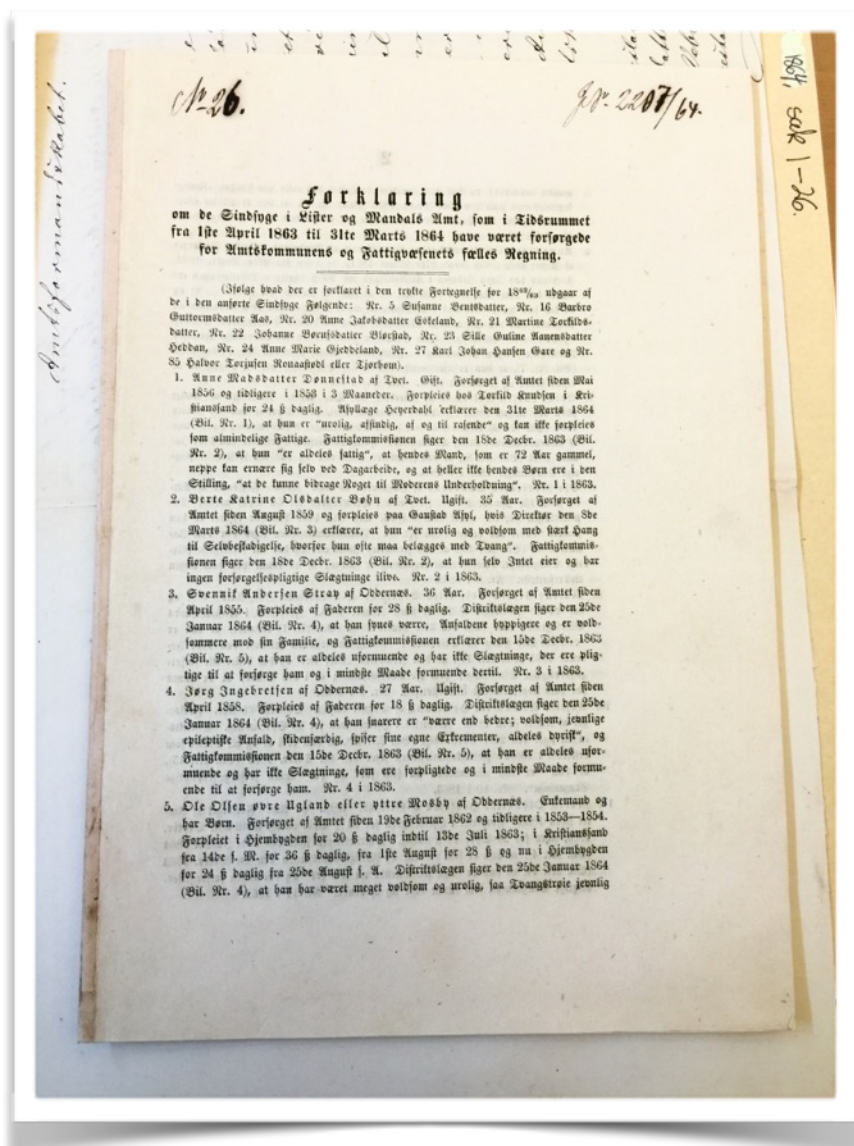 No 26.
J.No. 2207/64.
1864, sak 1-26.
Amtsformandskabet.
Forklaring
om de Sindsyge i Lister og Mandals Amt, som i Tidsrummet
fra 1ste April 1863 til 31te Marts 1864 have været forsørgede
for Amtskommunens og Fattigvæsenets fælles Regning.
(Ifølge hvad der er forklaret i den trykte Fortegnelse for 1862/63 udgaar af
de i den anførte Sindsyge Følgende: Nr. 5 Susanne Bentsdatter, Nr. 16 Barbro
Guttormsdatter Aas, Nr. 20 Anne Jakobsdatter Eskeland, Nr. 21 Martine Torkilds-
datter, Nr. 22 Johanne Børufsdatter Blørstad, Nr. 23 Sille Guline Aanensdatter
Heddan, Nr. 24 Anne Marie Gjeddeland, Nr. 27 Karl Johan Hansen Gare og Nr.
85 Halvor Torjusen Ronaastødl eller Tjorhom).
1. Anne Madsdatter Dønnestad af Tvet. Gift. Forsørget af Amtet siden Mai
1856 og tidligere i 1853 i 3 Maaneder. Forpleies hos Torkild Knudsen i Kri-
stianssand for 24 ß daglig. Asyllæge Heyerdahl erklærer den 31te Marts 1864
(Bil. Nr. 1), at hun er "urolig, affindig, af og til rasende" og kan ikke forpleies
som almindelige Fattige. Fattigkommissionen siger den 18de Decbr. 1863 (Bil.
Nr. 2), at hun "er aldeles fattig", at hendes Mand, som er 72 Aar gammel,
neppe kan ernære sig selv ved Dagarbeide, og at heller ikke hendes Børn ere i den
Stilling, "at de kunne bidrage Noget til Moderens Underholdning". Nr. 1 i 1863.
2. Berte Katrine Olsdatter Bøhn af Tvet. Ugift. 35 Aar. Forsørget af
Amtet siden August 1859 og forpleies paa Gaustad Asyl, hvis Direktør den 8de
Marts 1864 (Bil. Nr. 3) erklærer, at hun "er urolig og voldsom med stærk Hang
til Selvbeskadigelse, hvorfor hun ofte maa belægges med Tvang". Fattigkommis-
sionen siger den 18de Decbr. 1863 (Bil. Nr. 2), at hun selv Intet eier og har
ingen forsørgelsespligtige Slægtninge ilive. Nr. 2 i 1863.
3. Svennik Andersen Stray af Oddernæs. 36 Aar. Forsørget af Amtet siden
April 1855. Forpleies af Faderen for 28 ß daglig. Distriktslægen siger den 25de
Januar 1864 (Bil. Nr. 4), at han synes værre, Anfaldene hyppigere og er vold-
sommere mod sin Familie, og Fattigkommissionen erklærer den 15de Decbr. 1863
(Bil. Nr. 5), at han er aldeles uformuende og har ikke Slægtninge, der ere plig-
tige til at forsørge ham og i mindste Maade formuende dertil. Nr. 3 i 1863.
4. Jørg Ingebretsen af Oddernæs. 27 Aar. Ugift. Forsørget af Amtet siden
April 1858. Forpleies af Faderen for 18 ß daglig. Distriktslægen siger den 25de
Januar 1864 (Bil. Nr. 4), at han snarere er "værre end bedre; voldsom, jevnlige
epileptiske Anfald, skidenfærdig, spiser sine egne Exkrementer, aldeles dyrisk", og
Fattigkommissionen den 15de Decbr. 1863 (Bil. Nr. 5), at han er aldeles ufor-
muende og har ikke Slægtninge, som ere forpligtede og i mindste Maade formu-
ende til at forsørge ham. Nr. 4 i 1863.
5. Ole Olsen øvre Ugland eller yttre Mosby af Oddernæs. Enkemand og
har Børn. Forsørget af Amtet siden 19de Februar 1862 og tidligere i 1853—1854.
Forpleiet i Hjembygden for 20 ß daglig indtil 13de Juli 1863; i Kristianssand
fra 14de s. M. for 36 ß daglig, fra 1ste August for 28 ß og nu i Hjembygden
for 24 ß daglig fra 25de August s. A. Distriktslægen siger den 25de Januar 1864
(Bil. Nr. 4), at han har været meget voldsom og urolig, saa Tvangstrøie jevnlig